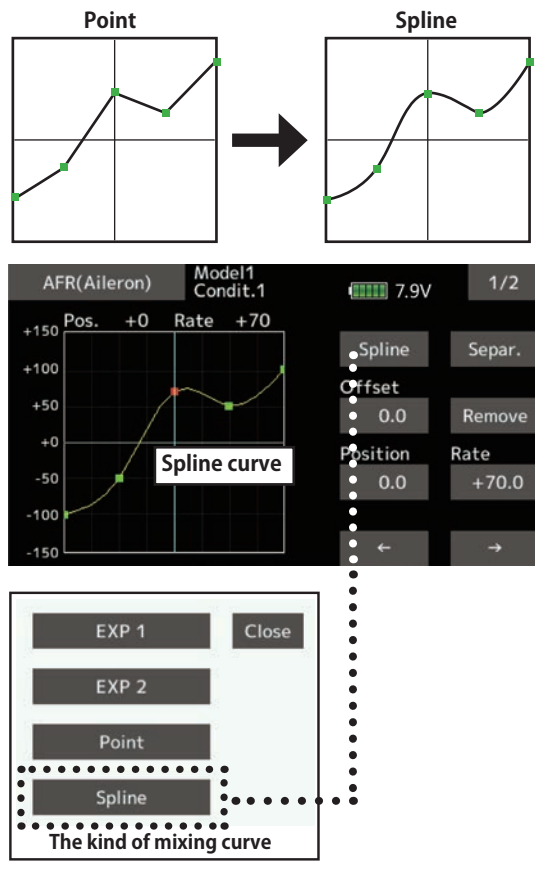 Point Spline
AFR(Aileron) Model1 Condit.1 7.9V 1/2
Pos. +0 Rate +70
+150
+100
+50
+0
-50
-100
-150
Spline curve
Spline Separ.
Offset
0.0 Remove
Position Rate
0.0 +70.0
← →
EXP 1 Close
EXP 2
Point
Spline
The kind of mixing curve